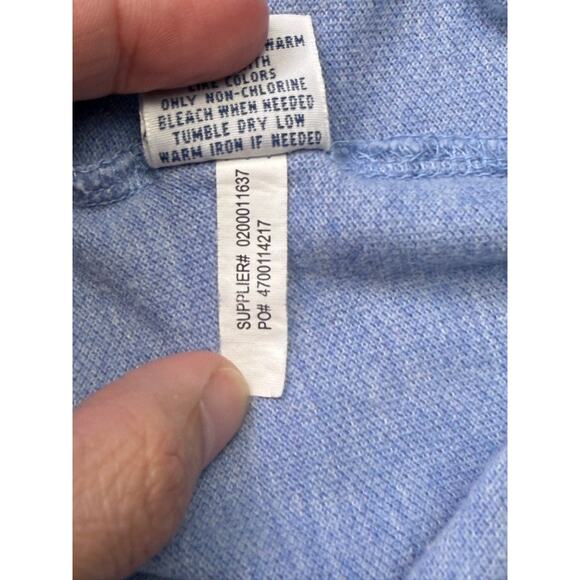 WARM
WITH
LIKE COLORS
ONLY NON-CHLORINE
BLEACH WHEN NEEDED
TUMBLE DRY LOW
WARM IRON IF NEEDED
SUPPLIER# 0200011637
PO# 4700114217